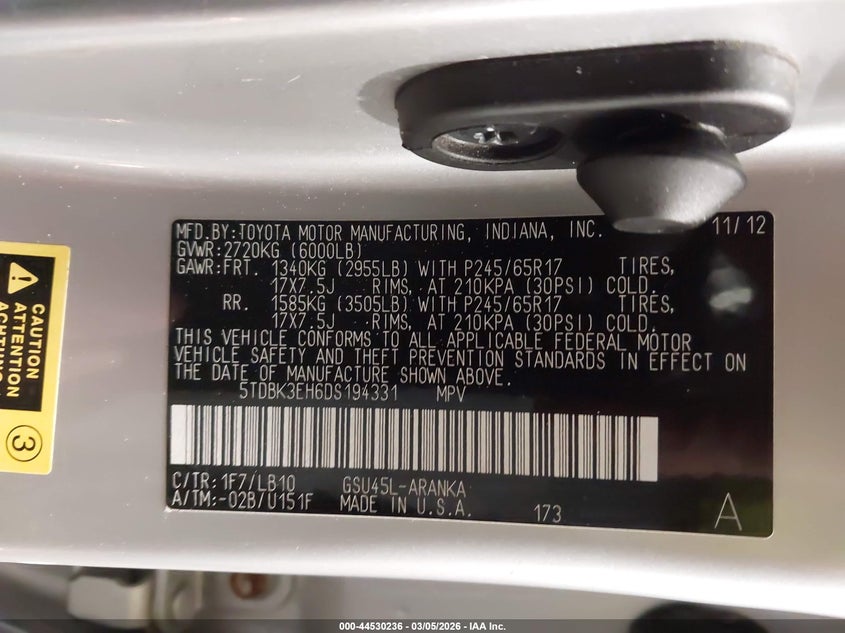 MFD.BY:TOYOTA MOTOR MANUFACTURING, INDIANA, INC. 11/12
GVWR:2720KG (6000LB)
GAWR:FRT. 1340KG (2955LB) WITH P245/65R17 TIRES,
17X7.5J RIMS, AT 210KPA (30PSI) COLD.
RR. 1585KG (3505LB) WITH P245/65R17 TIRES,
17X7.5J RIMS, AT 210KPA (30PSI) COLD.
THIS VEHICLE CONFORMS TO ALL APPLICABLE FEDERAL MOTOR
VEHICLE SAFETY AND THEFT PREVENTION STANDARDS IN EFFECT ON
THE DATE OF MANUFACTURE SHOWN ABOVE.
5TDBK3EH6DS194331 MPV
C/TR: 1F7/LB10 GSU45L-ARANKA
A/TM:-02B/U151F MADE IN U.S.A. 173 A
CAUTION
ATTENTION
ACHTUNG
3
000-44530236 - 03/05/2026 - IAA Inc.